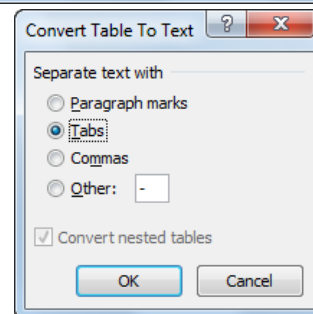 Convert Table To Text
Separate text with
Paragraph marks
Tabs
Commas
Other: -
Convert nested tables
OK Cancel